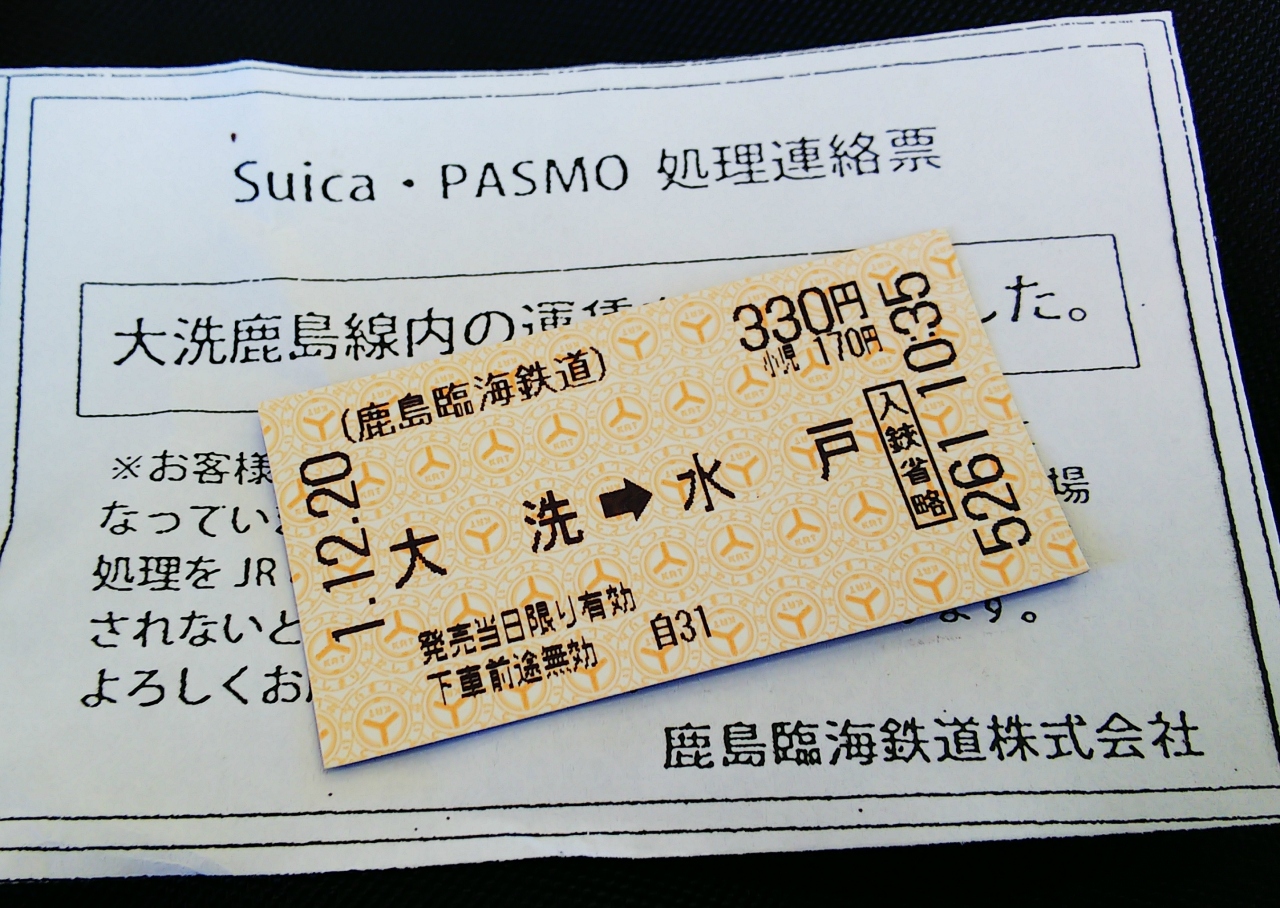 Suica・PASMO 処理連絡票
大洗鹿島線内の運賃
した。
※お客様
場
なってい
処理を JR
されないと
ます。
よろしくお
鹿島臨海鉄道株式会社
(鹿島臨海鉄道)
330円
小児 170円
大洗➡水戸
発売当日限り有効
下車前途無効
自31
1.12.20
入鋏省略
5261 10:35